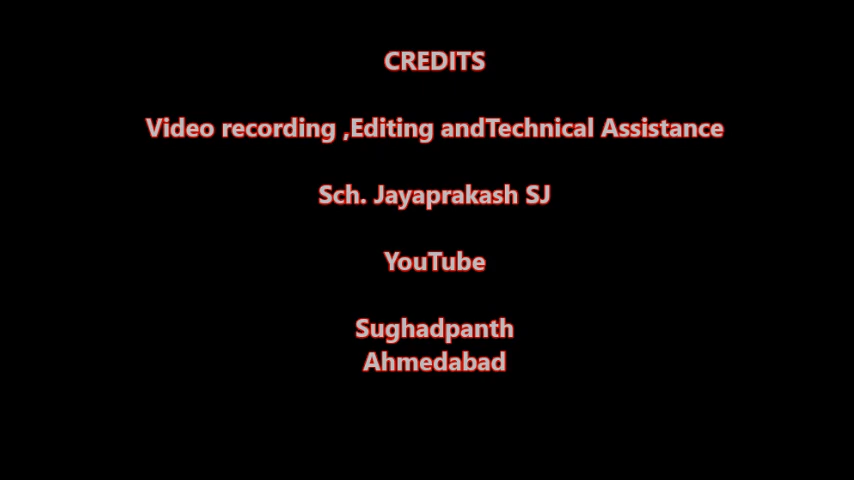 CREDITS
Video recording ,Editing andTechnical Assistance
Sch. Jayaprakash SJ
YouTube
Sughadpanth
Ahmedabad